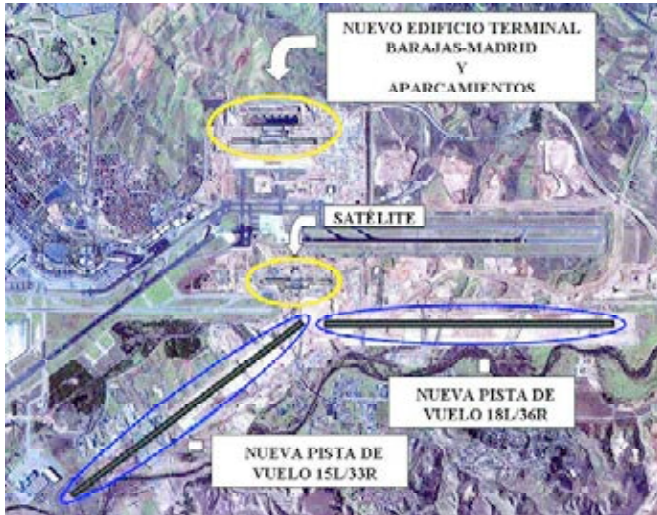 NUEVO EDIFICIO TERMINAL
BARAJAS-MADRID
Y
APARCAMIENTOS
SATÉLITE
NUEVA PISTA DE
VUELO 18L/36R
NUEVA PISTA DE
VUELO 15L/33R